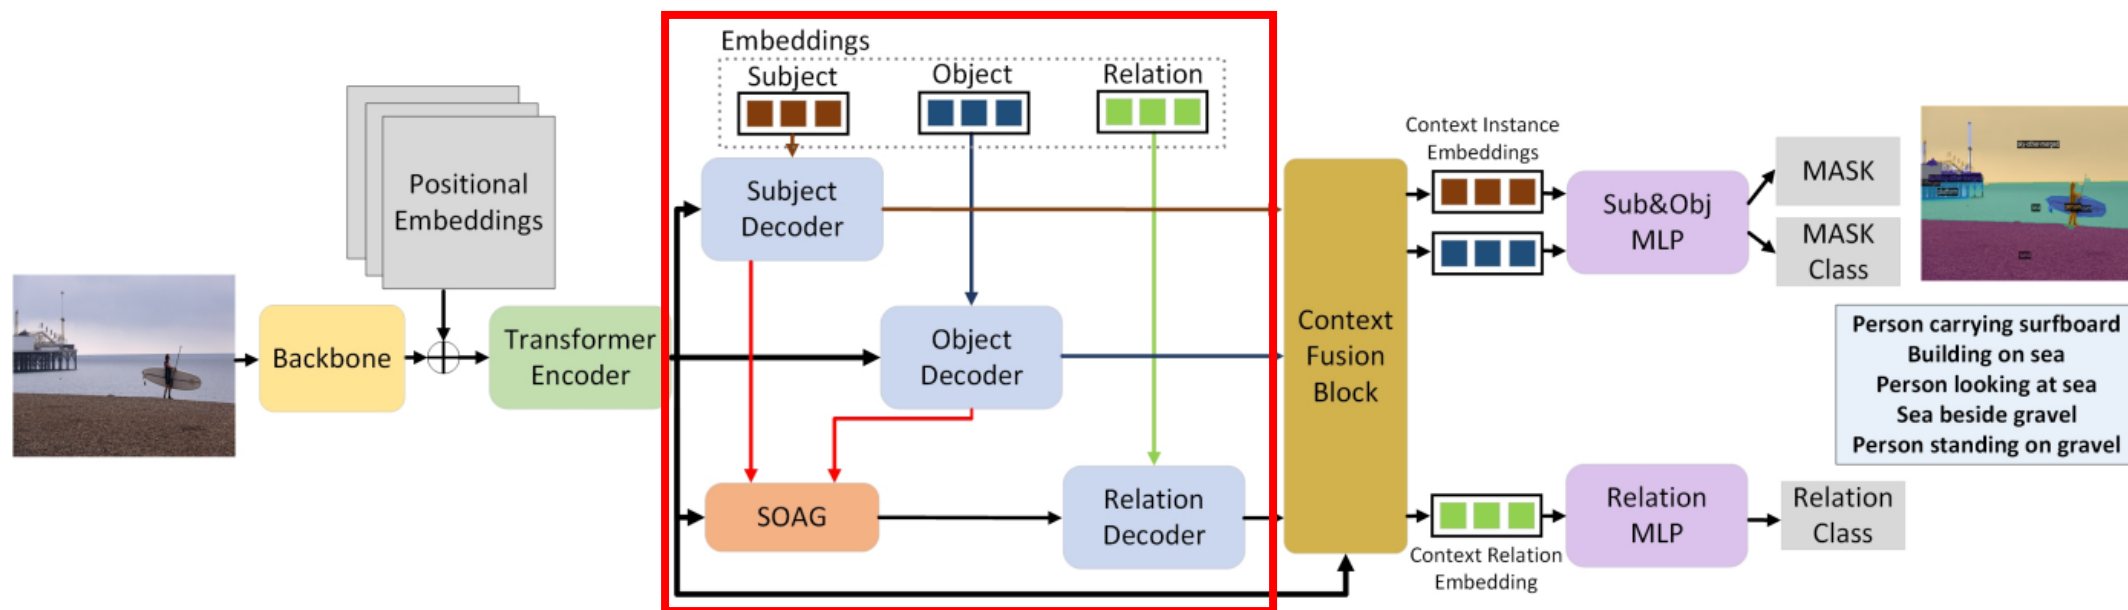 Embeddings
Subject
Object
Relation
Positional
Embeddings
Backbone
Transformer
Encoder
Subject
Decoder
Object
Decoder
SOAG
Relation
Decoder
Context
Fusion
Block
Context Instance
Embeddings
Context Relation
Embedding
Sub&Obj
MLP
Relation
MLP
MASK
MASK
Class
Relation
Class
Person carrying surfboard
Building on sea
Person looking at sea
Sea beside gravel
Person standing on gravel